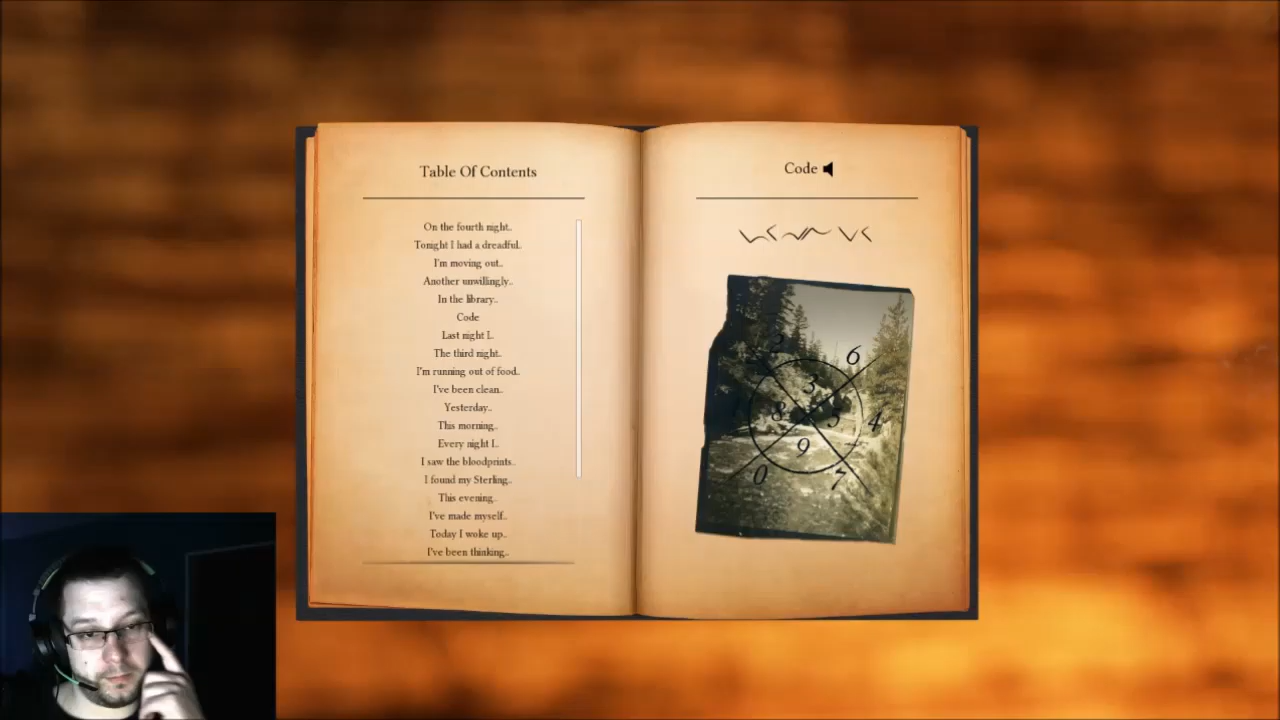 Table Of Contents
On the fourth night..
Tonight I had a dreadful..
I'm moving out..
Another unwillingly..
In the library..
Code
Last night I..
The third night..
I'm running out of food..
I've been clean..
Yesterday..
This morning..
Every night I..
I saw the bloodprints..
I found my Sterling..
This evening..
I've made myself..
Today I woke up..
I've been thinking..
Code
2 6
3
8 5 4
9
0 7